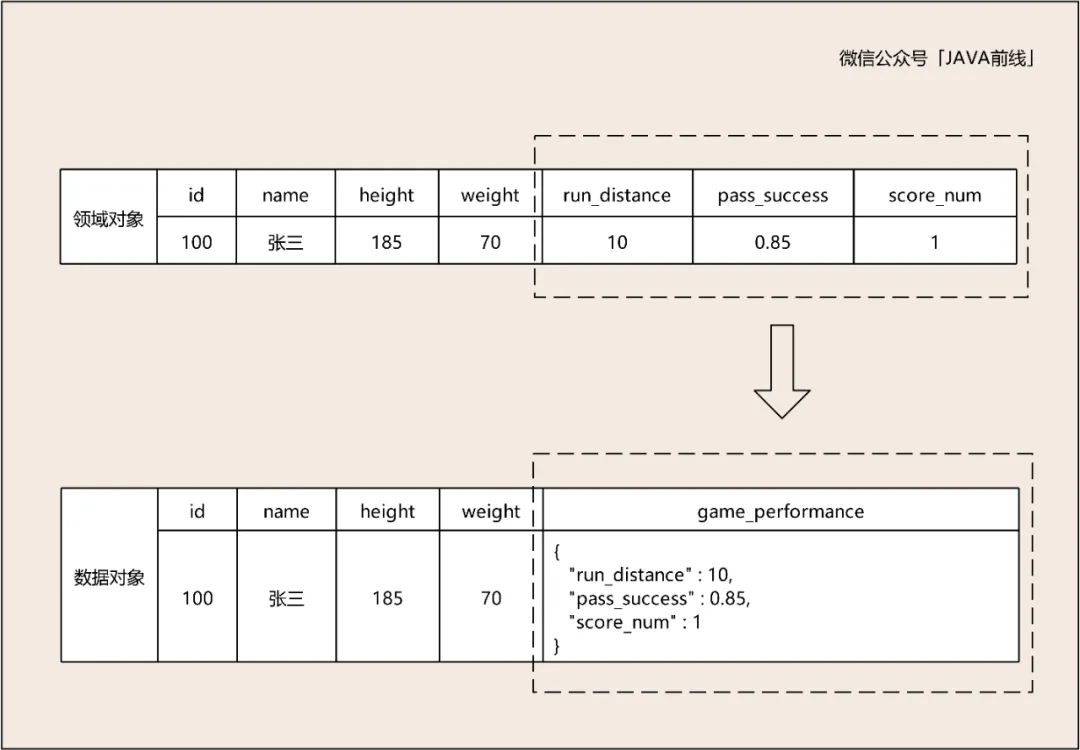 微信公众号「JAVA前线」
领域对象 id name height weight run_distance pass_success score_num
100 张三 185 70 10 0.85 1
数据对象 id name height weight game_performance
100 张三 185 70
{
"run_distance" : 10,
"pass_success" : 0.85,
"score_num" : 1
}